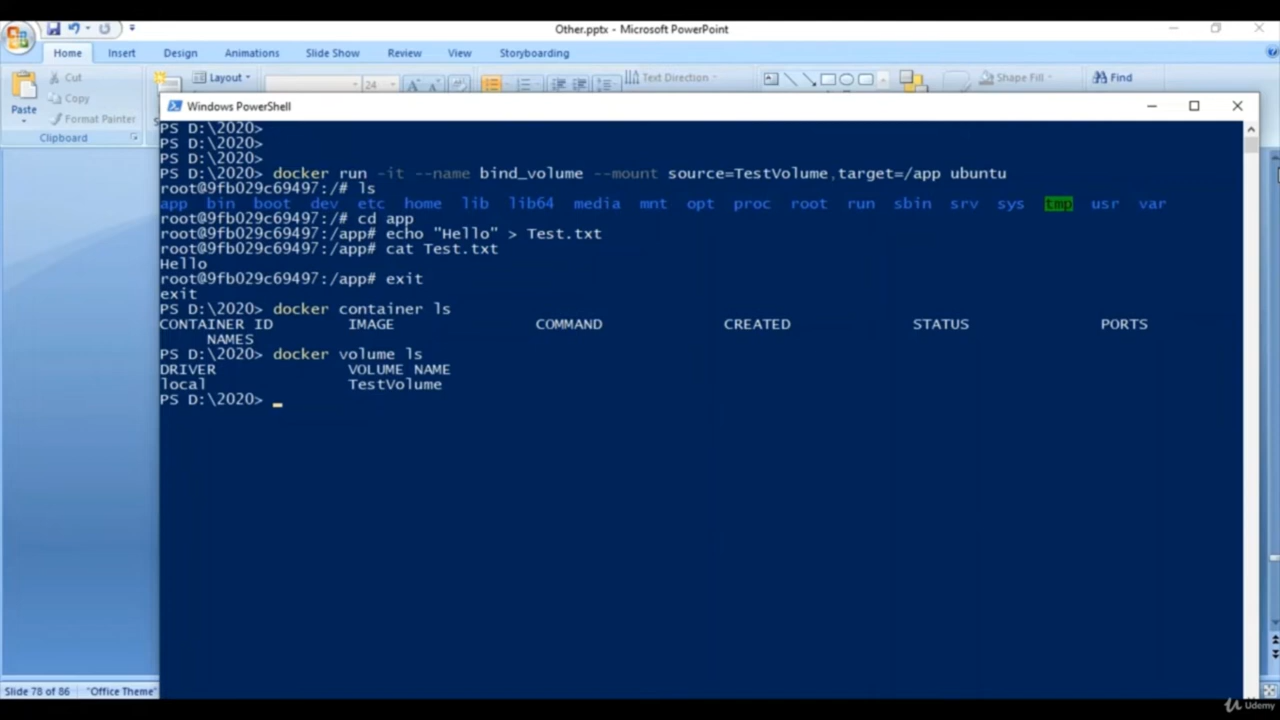 Other.pptx - Microsoft PowerPoint
Home Insert Design Animations Slide Show Review View Storyboarding
Cut
Copy
Format Painter
Paste
Clipboard
Layout
24
Text Direction
Shape Fill
Find
Windows PowerShell
PS D:\2020>
PS D:\2020>
PS D:\2020>
PS D:\2020> docker run -it --name bind_volume --mount source=TestVolume,target=/app ubuntu
root@9fb029c69497:/# ls
app bin boot dev etc home lib lib64 media mnt opt proc root run sbin srv sys tmp usr var
root@9fb029c69497:/# cd app
root@9fb029c69497:/app# echo "Hello" > Test.txt
root@9fb029c69497:/app# cat Test.txt
Hello
root@9fb029c69497:/app# exit
exit
PS D:\2020> docker container ls
CONTAINER ID IMAGE COMMAND CREATED STATUS PORTS
NAMES
PS D:\2020> docker volume ls
DRIVER VOLUME NAME
local TestVolume
PS D:\2020> _
Slide 78 of 86 "Office Theme"
Udemy